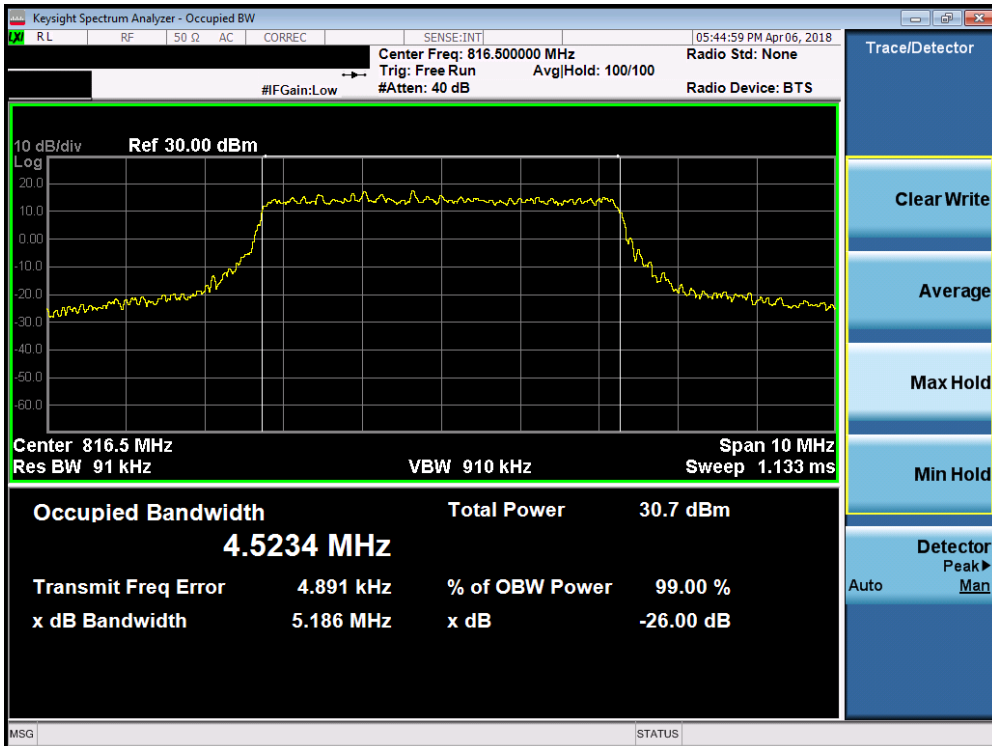 Keysight Spectrum Analyzer - Occupied BW
LXI RL RF 50 Ω AC CORREC SENSE:INT 05:44:59 PM Apr 06, 2018
Center Freq: 816.500000 MHz Radio Std: None
Trig: Free Run Avg|Hold: 100/100
#IFGain:Low #Atten: 40 dB Radio Device: BTS
10 dB/div Ref 30.00 dBm
Log
20.0
10.0
0.00
-10.0
-20.0
-30.0
-40.0
-50.0
-60.0
Center 816.5 MHz Span 10 MHz
Res BW 91 kHz VBW 910 kHz Sweep 1.133 ms
Occupied Bandwidth Total Power 30.7 dBm
4.5234 MHz
Transmit Freq Error 4.891 kHz % of OBW Power 99.00 %
x dB Bandwidth 5.186 MHz x dB -26.00 dB
MSG STATUS
Trace/Detector
Clear Write
Average
Max Hold
Min Hold
Detector
Peak▶
Auto Man